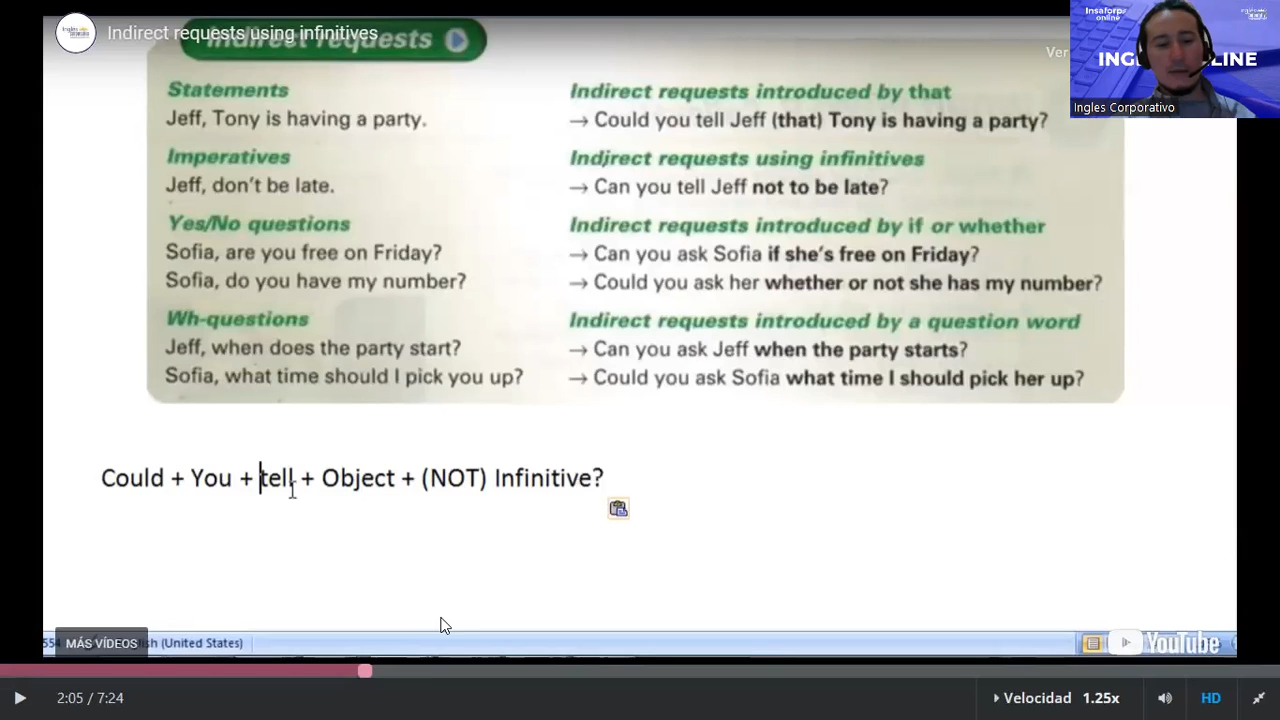 Indirect requests using infinitives
Indirect requests
Ver
Insaforp
online
INGL
LINE
Ingles Corporativo
Statements
Jeff, Tony is having a party.
Indirect requests introduced by that
→ Could you tell Jeff (that) Tony is having a party?
Imperatives
Jeff, don't be late.
Indirect requests using infinitives
→ Can you tell Jeff not to be late?
Yes/No questions
Sofia, are you free on Friday?
Sofia, do you have my number?
Indirect requests introduced by if or whether
→ Can you ask Sofia if she's free on Friday?
→ Could you ask her whether or not she has my number?
Wh-questions
Jeff, when does the party start?
Sofia, what time should I pick you up?
Indirect requests introduced by a question word
→ Can you ask Jeff when the party starts?
→ Could you ask Sofia what time I should pick her up?
Could + You + tell + Object + (NOT) Infinitive?
554
MÁS VÍDEOS
(United States)
YouTube
2:05 / 7:24
Velocidad 1.25x
HD